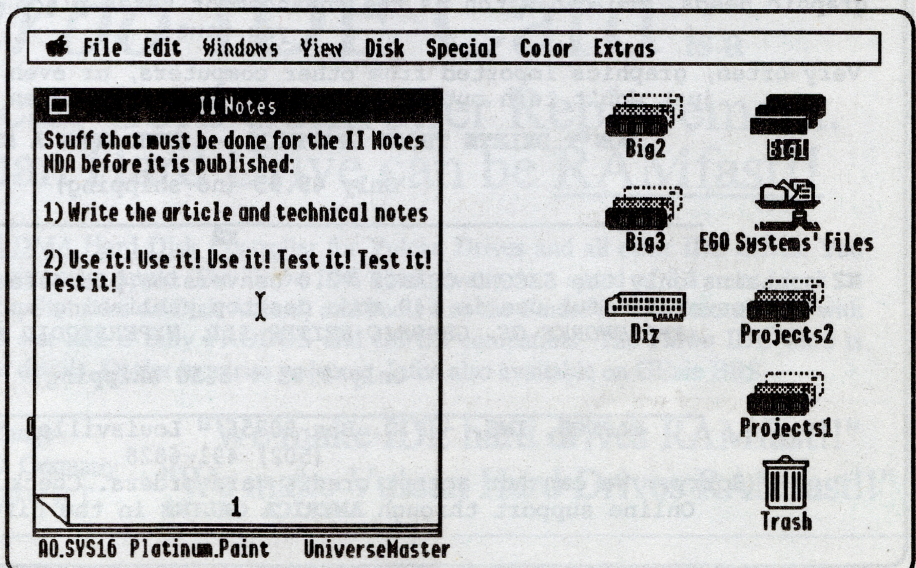 File Edit Windows View Disk Special Color Extras
II Notes
Stuff that must be done for the II Notes
NDA before it is published:
1) Write the article and technical notes
2) Use it! Use it! Use it! Test it! Test it!
Test it!
1
Big2
Big3
E60 Systems' Files
Diz
Projects2
Projects1
Trash
A0.SYS16 Platinum.Paint UniverseMaster